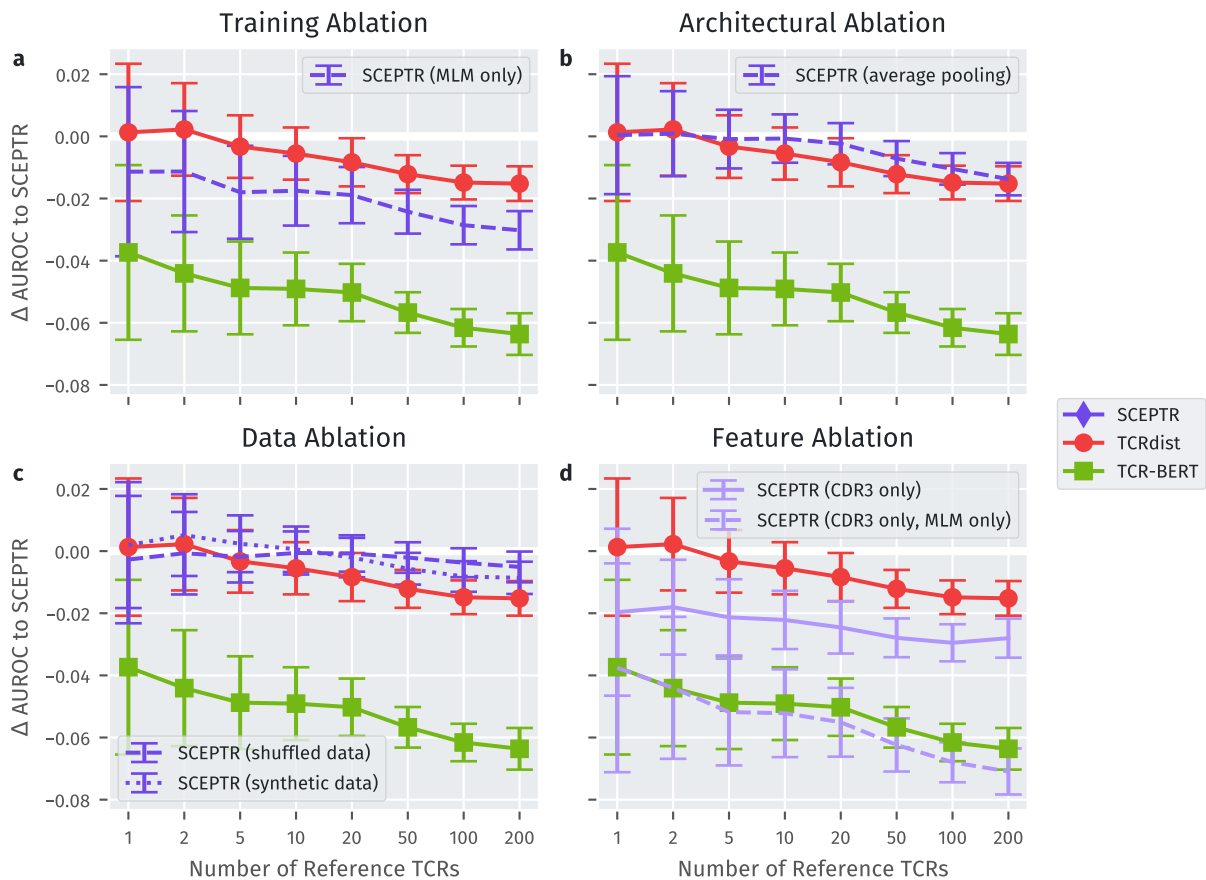 Training Ablation
Architectural Ablation
a
b
SCEPTR (MLM only)
SCEPTR (average pooling)
0.02
0.00
−0.02
−0.04
−0.06
−0.08
Δ AUROC to SCEPTR
Data Ablation
Feature Ablation
c
d
SCEPTR (CDR3 only)
SCEPTR (CDR3 only, MLM only)
SCEPTR
TCRdist
TCR-BERT
0.02
0.00
−0.02
−0.04
−0.06
−0.08
Δ AUROC to SCEPTR
SCEPTR (shuffled data)
SCEPTR (synthetic data)
1 2 5 10 20 50 100 200
1 2 5 10 20 50 100 200
Number of Reference TCRs
Number of Reference TCRs